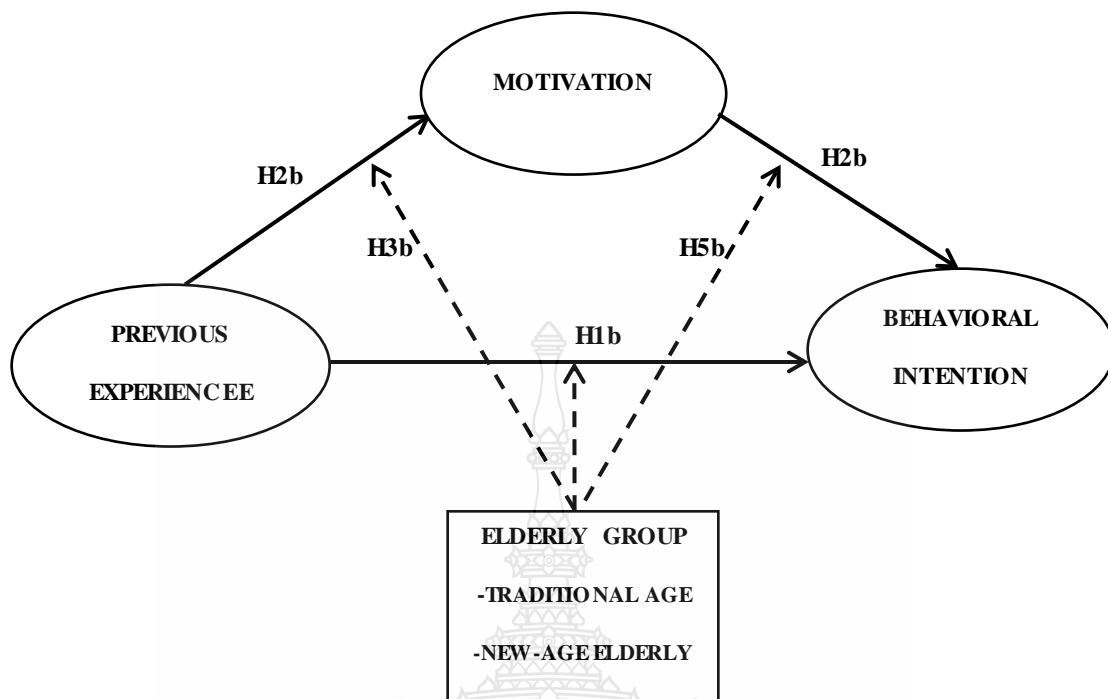 MOTIVATION
H2b
H2b
H3b
H5b
PREVIOUS
EXPERIENCEE
H1b
BEHAVIORAL
INTENTION
ELDERLY GROUP
-TRADITIONAL AGE
-NEW-AGE ELDERLY